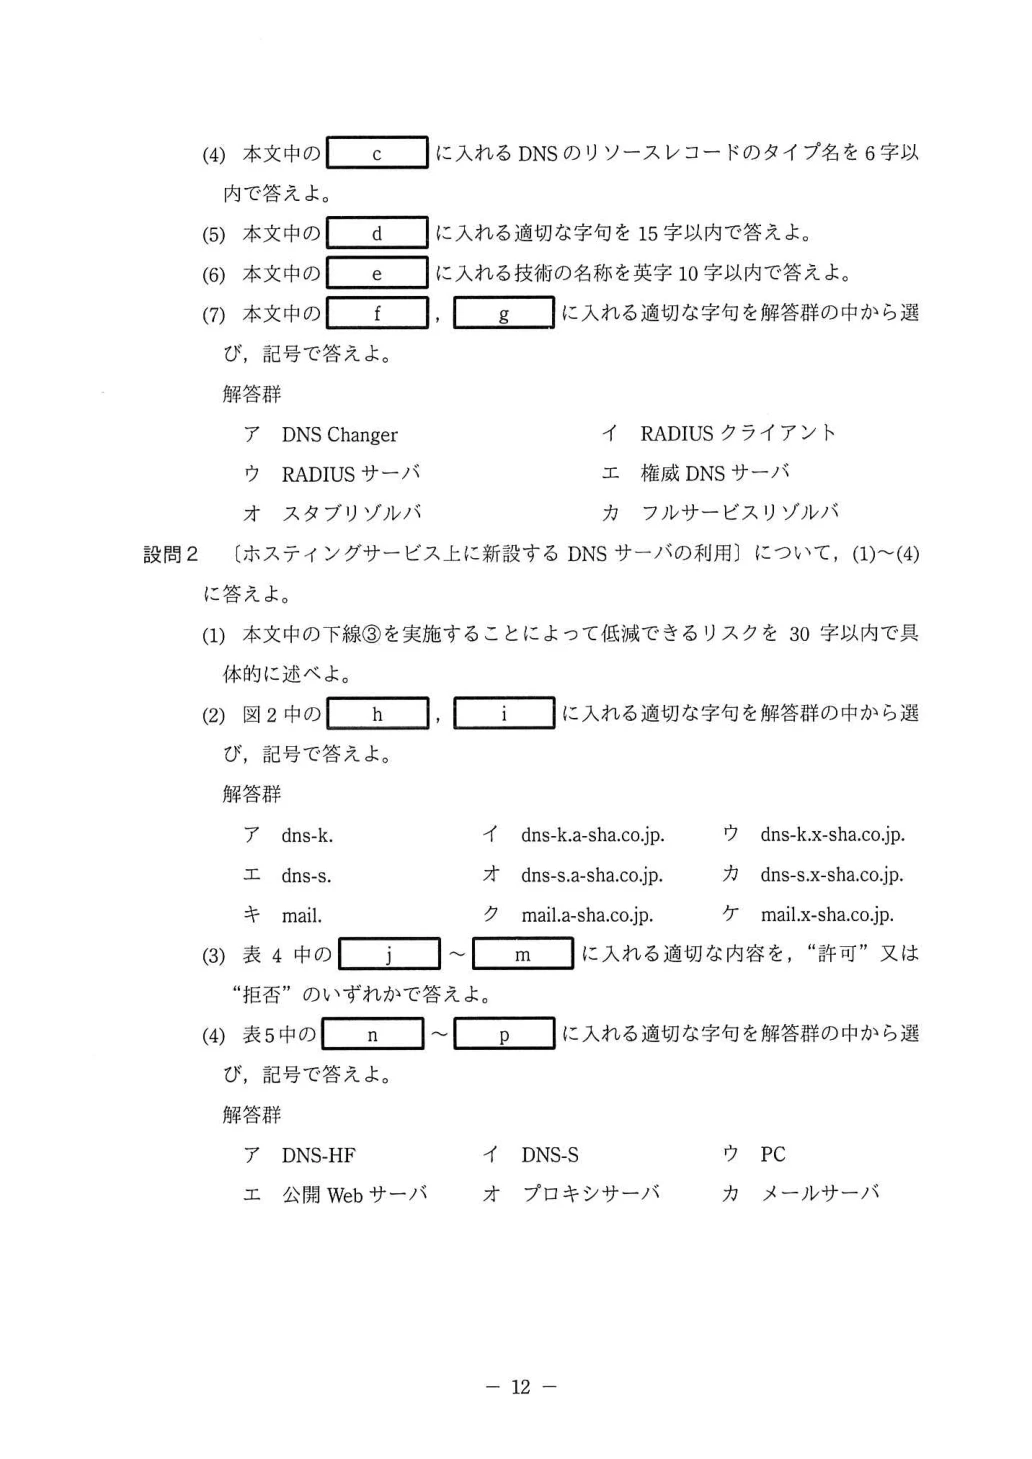 (4) 本文中の c に入れる DNS のリソースレコードのタイプ名を 6 字以
内で答えよ。
(5) 本文中の d に入れる適切な字句を 15 字以内で答えよ。
(6) 本文中の e に入れる技術の名称を英字 10 字以内で答えよ。
(7) 本文中の f , g に入れる適切な字句を解答群の中から選
び，記号で答えよ。
解答群
ア DNS Changer イ RADIUS クライアント
ウ RADIUS サーバ エ 権威 DNS サーバ
オ スタブリゾルバ カ フルサービスリゾルバ
設問2 〔ホスティングサービス上に新設する DNS サーバの利用〕について，(1)～(4)
に答えよ。
(1) 本文中の下線③を実施することによって低減できるリスクを 30 字以内で具
体的に述べよ。
(2) 図 2 中の h , i に入れる適切な字句を解答群の中から選
び，記号で答えよ。
解答群
ア dns-k. イ dns-k.a-sha.co.jp. ウ dns-k.x-sha.co.jp.
エ dns-s. オ dns-s.a-sha.co.jp. カ dns-s.x-sha.co.jp.
キ mail. ク mail.a-sha.co.jp. ケ mail.x-sha.co.jp.
(3) 表 4 中の j ～ m に入れる適切な内容を，“許可” 又は
“拒否” のいずれかで答えよ。
(4) 表5中の n ～ p に入れる適切な字句を解答群の中から選
び，記号で答えよ。
解答群
ア DNS-HF イ DNS-S ウ PC
エ 公開 Web サーバ オ プロキシサーバ カ メールサーバ
－ 12 －